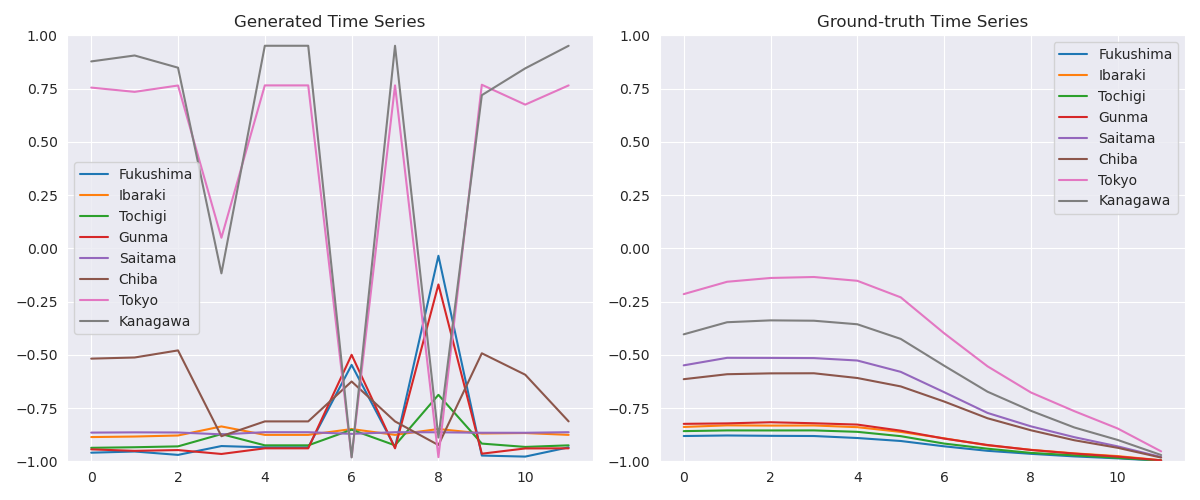 Generated Time Series
1.00
0.75
0.50
0.25
0.00
−0.25
−0.50
−0.75
−1.00
0
2
4
6
8
10
Fukushima
Ibaraki
Tochigi
Gunma
Saitama
Chiba
Tokyo
Kanagawa
Ground-truth Time Series
1.00
0.75
0.50
0.25
0.00
−0.25
−0.50
−0.75
−1.00
0
2
4
6
8
10
Fukushima
Ibaraki
Tochigi
Gunma
Saitama
Chiba
Tokyo
Kanagawa